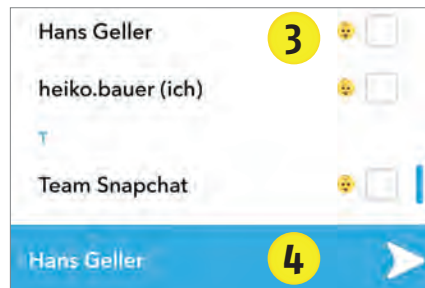 Hans Geller 3
heiko.bauer (ich)
T
Team Snapchat
Hans Geller 4